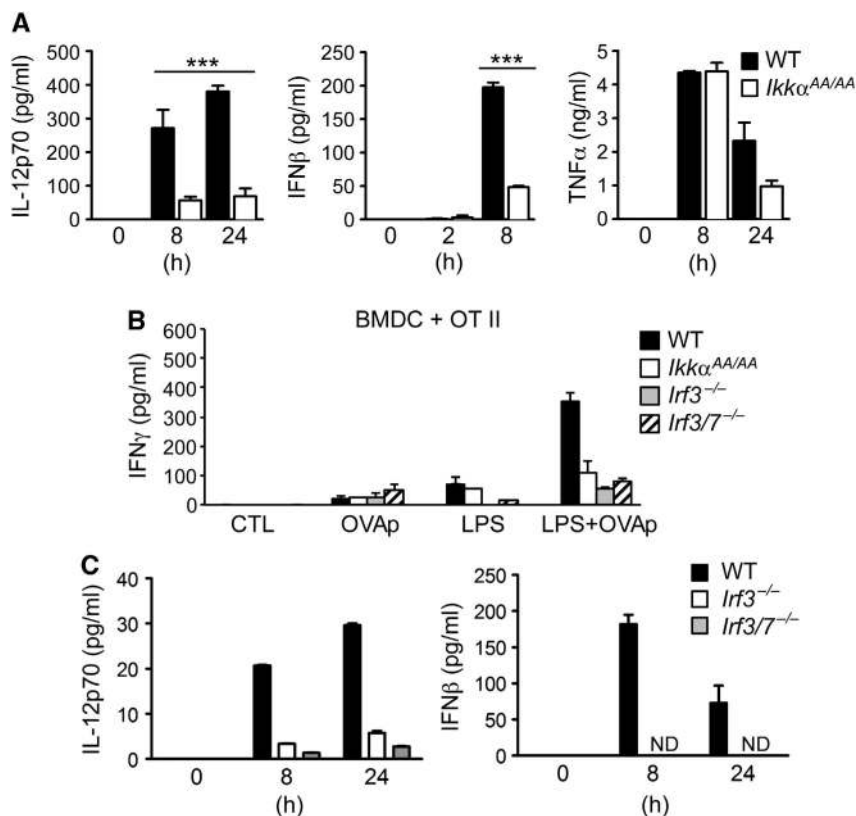 A
IL-12p70 (pg/ml)
500
400
300
200
100
0
***
0 8 24
(h)
IFNβ (pg/ml)
250
200
150
100
50
0
***
0 2 8
(h)
TNFα (ng/ml)
5
4
3
2
1
0
0 8 24
(h)
WT
Ikkα^AA/AA
B
BMDC + OT II
IFNγ (pg/ml)
600
500
400
300
200
100
0
CTL OVAp LPS LPS+OVAp
WT
Ikkα^AA/AA
Irf3^−/−
Irf3/7^−/−
C
IL-12p70 (pg/ml)
40
30
20
10
0
0 8 24
(h)
IFNβ (pg/ml)
250
200
150
100
50
0
ND ND
0 8 24
(h)
WT
Irf3^−/−
Irf3/7^−/−